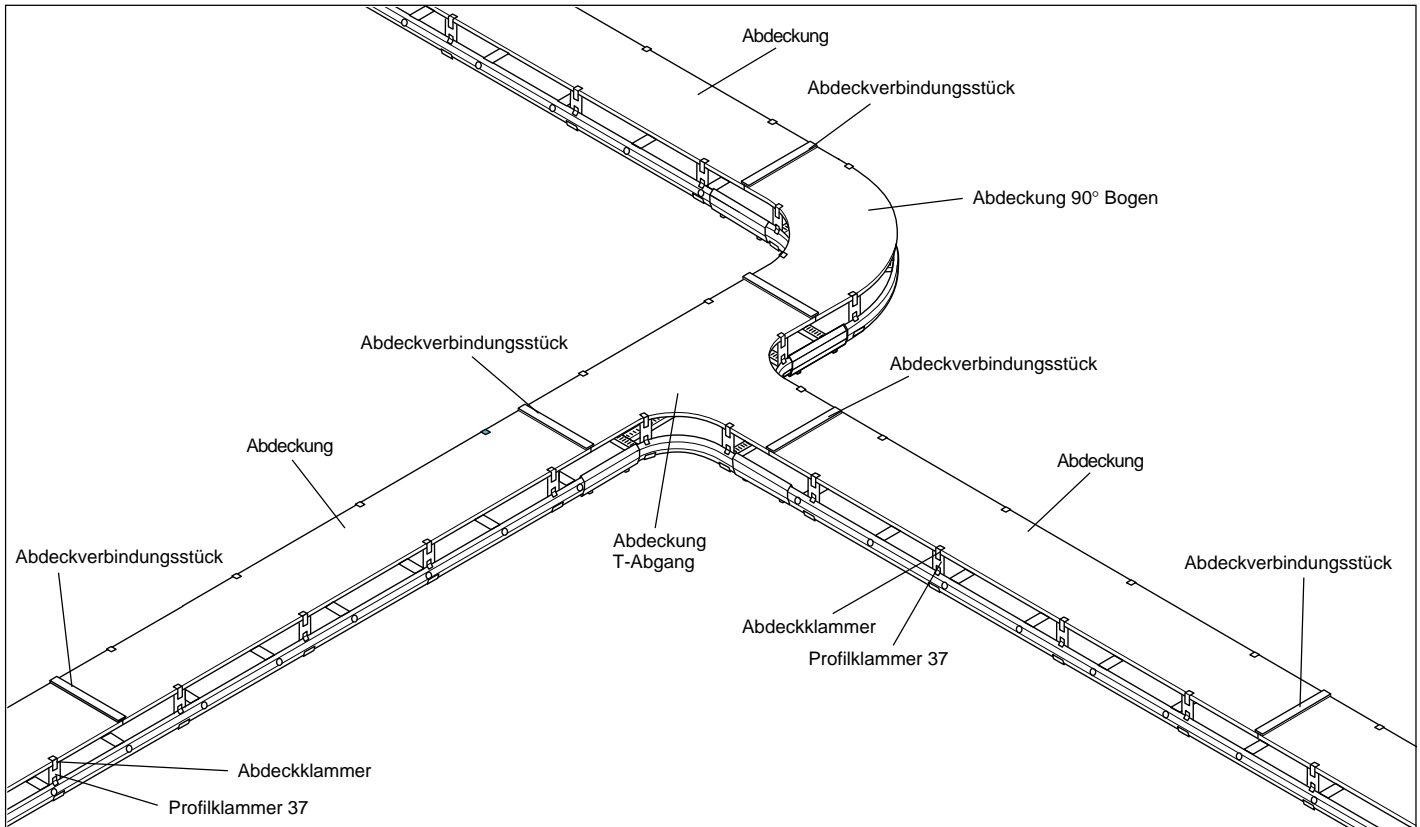 Abdeckung
Abdeckverbindungsstück
Abdeckung 90° Bogen
Abdeckverbindungsstück
Abdeckverbindungsstück
Abdeckung
Abdeckung
Abdeckung
T-Abgang
Abdeckverbindungsstück
Abdeckverbindungsstück
Abdeckklammer
Profilklammer 37
Abdeckklammer
Profilklammer 37